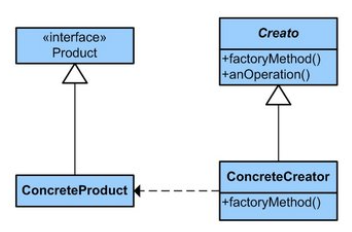 «interface»
Product
Creato
+factoryMethod()
+anOperation()
ConcreteProduct
ConcreteCreator
+factoryMethod()